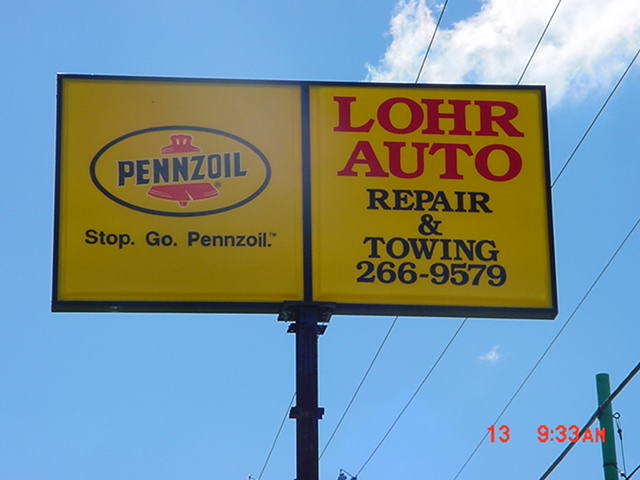 PENNZOIL
Stop. Go. Pennzoil.™
LOHR
AUTO
REPAIR
&
TOWING
266-9579
13 9:33AM